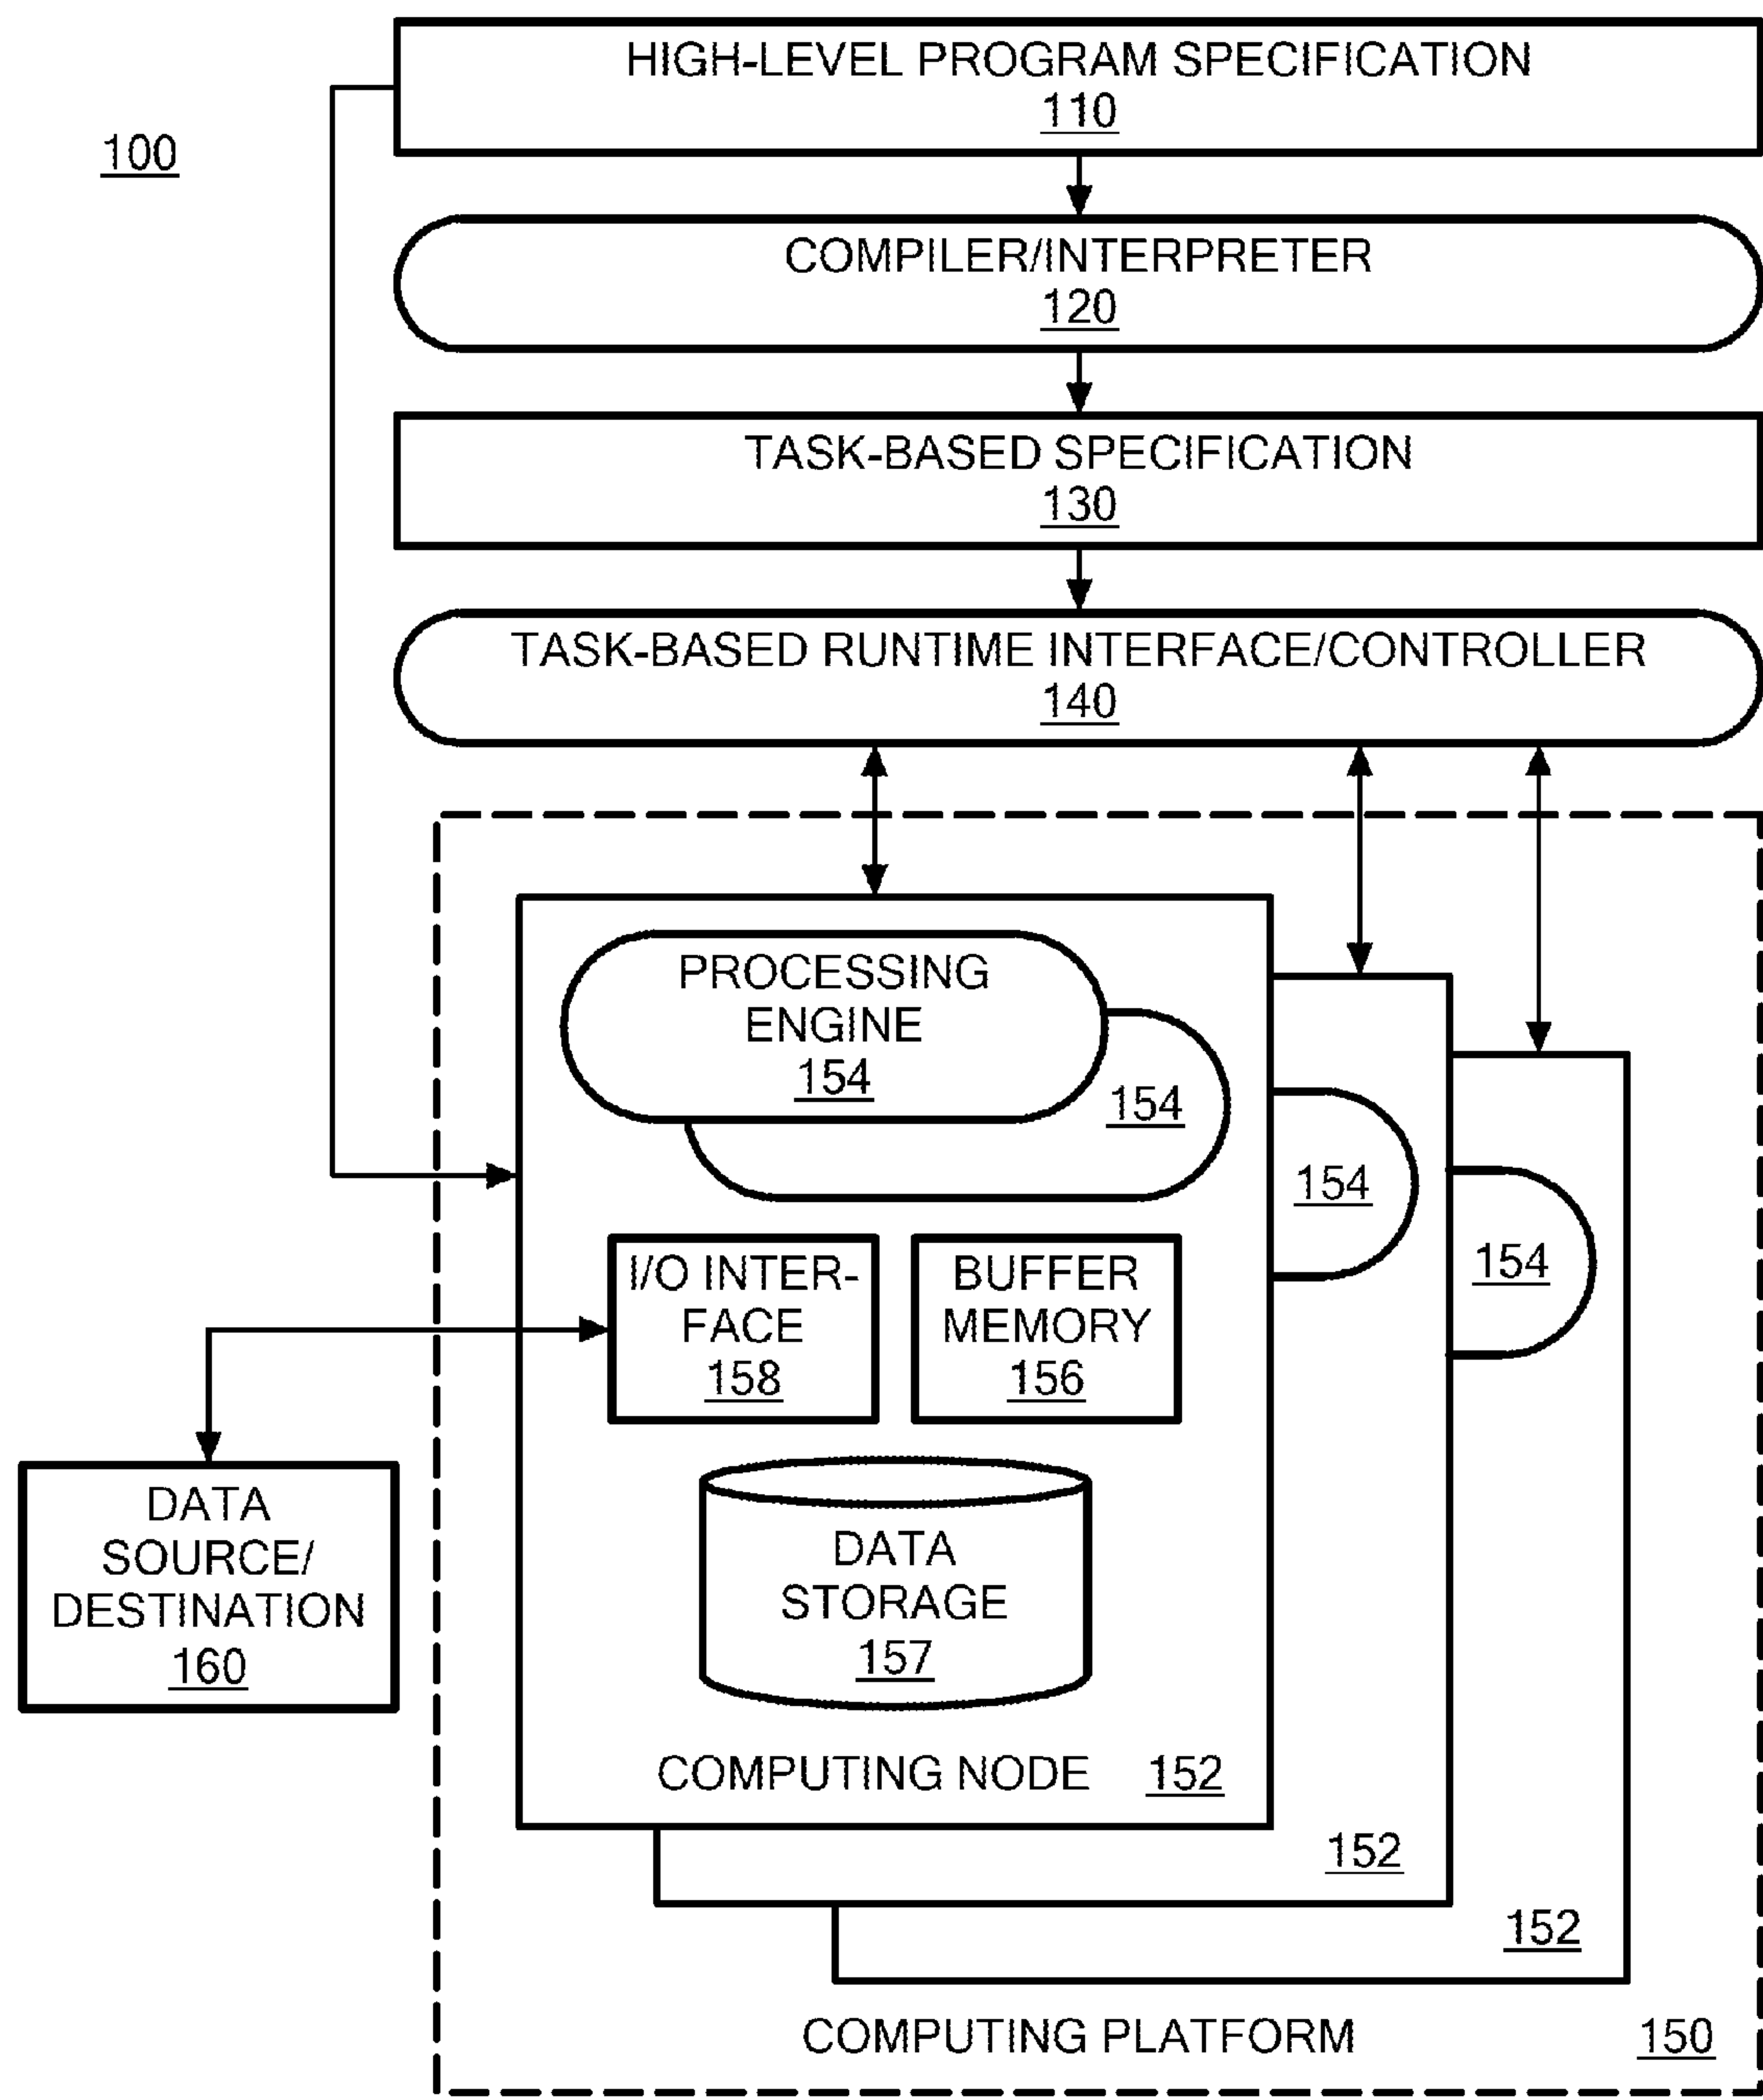 HIGH-LEVEL PROGRAM SPECIFICATION
110
100
COMPILER/INTERPRETER
120
TASK-BASED SPECIFICATION
130
TASK-BASED RUNTIME INTERFACE/CONTROLLER
140
PROCESSING
ENGINE
154
154
154
154
I/O INTER-
FACE
158
BUFFER
MEMORY
156
DATA
SOURCE/
DESTINATION
160
DATA
STORAGE
157
COMPUTING NODE 152
152
152
COMPUTING PLATFORM 150